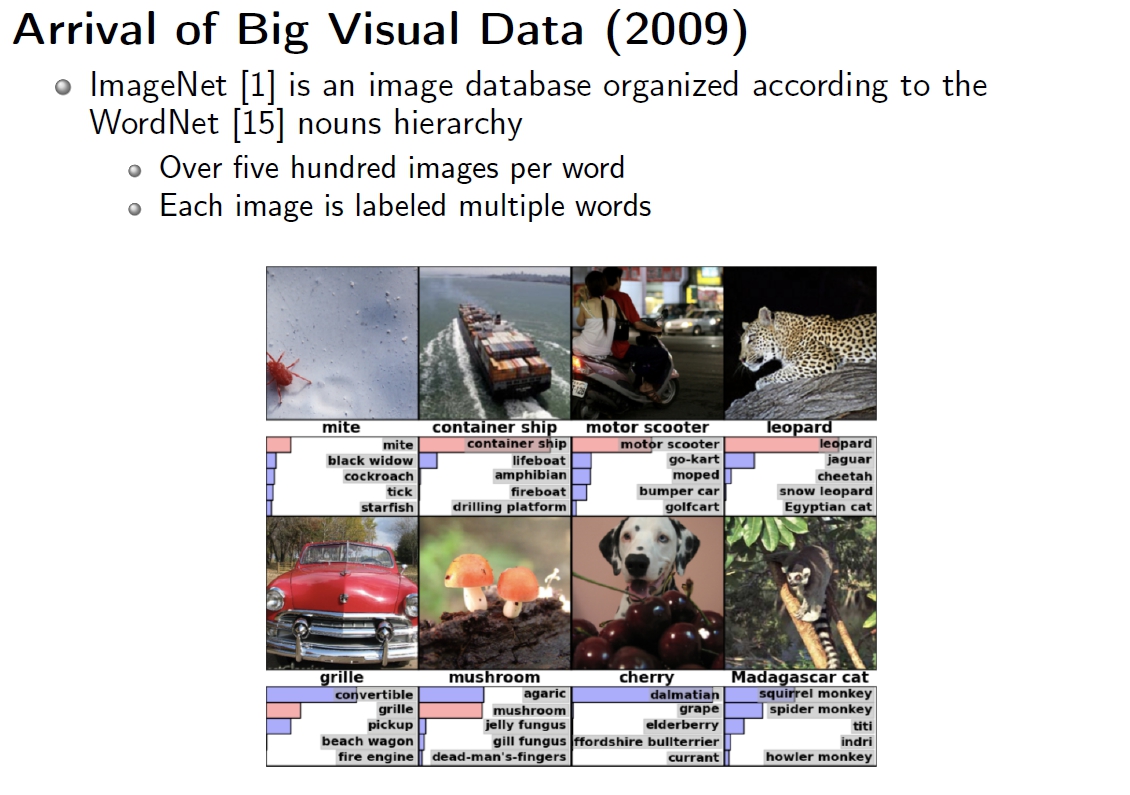 Arrival of Big Visual Data (2009)
ImageNet [1] is an image database organized according to the
WordNet [15] nouns hierarchy
Over five hundred images per word
Each image is labeled multiple words
mite
container ship
motor scooter
leopard
mite
black widow
cockroach
tick
starfish
container ship
lifeboat
amphibian
fireboat
drilling platform
motor scooter
go-kart
moped
bumper car
golfcart
leopard
jaguar
cheetah
snow leopard
Egyptian cat
grille
mushroom
cherry
Madagascar cat
convertible
grille
pickup
beach wagon
fire engine
agaric
mushroom
jelly fungus
gill fungus
dead-man's-fingers
dalmatian
grape
elderberry
ffordshire bullterrier
currant
squirrel monkey
spider monkey
titi
indri
howler monkey